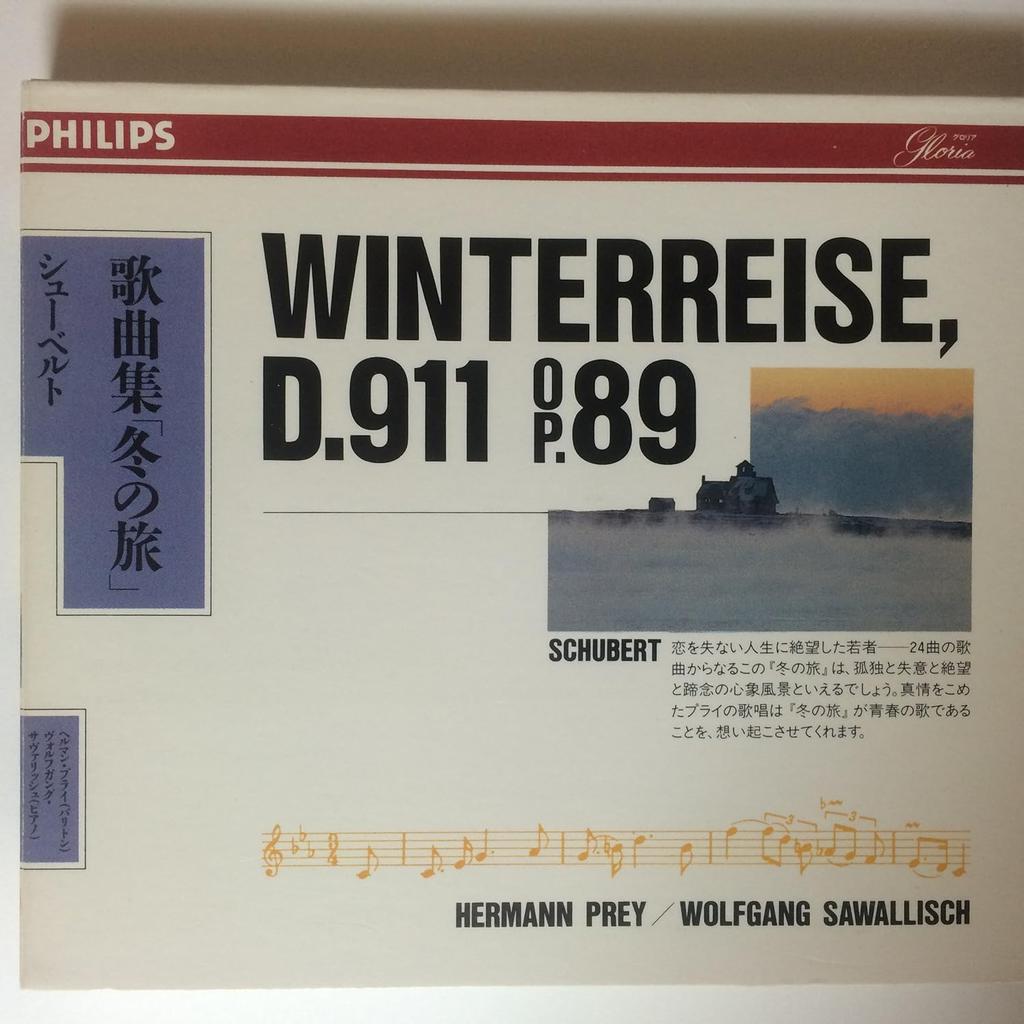 PHILIPS
グロリア
Gloria
歌曲集「冬の旅」
シューベルト
WINTERREISE,
D.911 OP.89
SCHUBERT
恋を失ない人生に絶望した若者——24曲の歌
曲からなるこの『冬の旅』は、孤独と失意と絶望
と蹄念の心象風景といえるでしょう。真情をこめ
たプライの歌唱は『冬の旅』が青春の歌である
ことを、想い起こさせてくれます。
ヘルマン・プライ(バリトン)
ヴォルフガング・
サヴァリッシュ(ピアノ)
3
4
3
3
HERMANN PREY／WOLFGANG SAWALLISCH